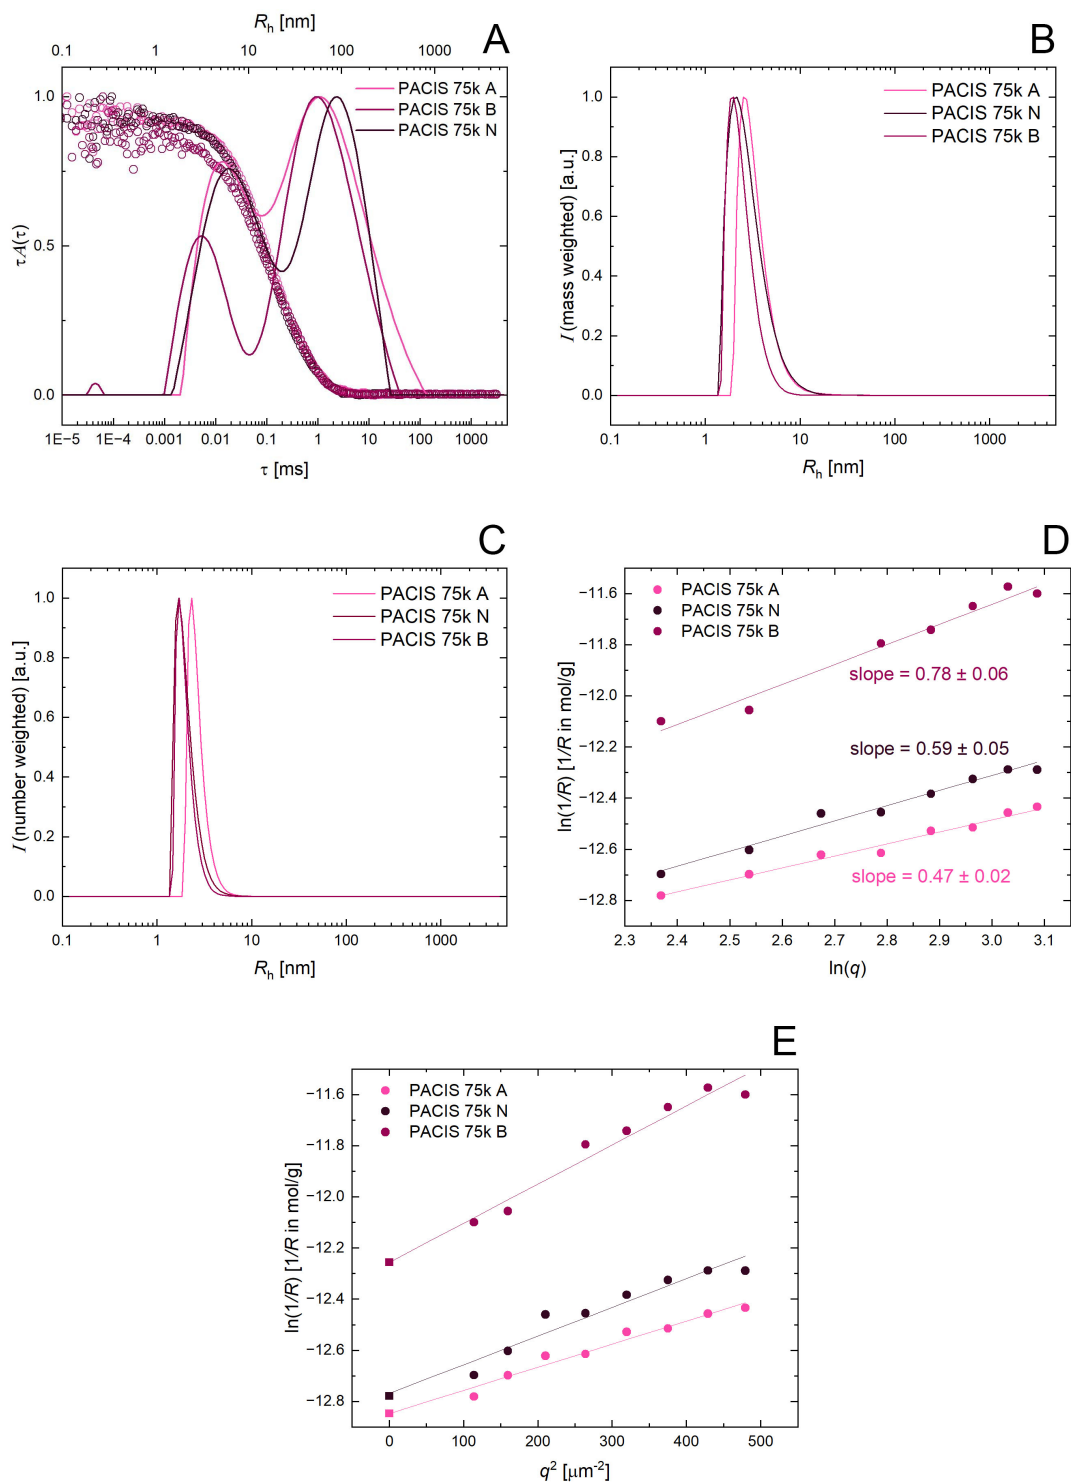 A
R_h [nm]
0.1 1 10 100 1000
PACIS 75k A
PACIS 75k B
PACIS 75k N
1.0
0.5
0.0
τA(τ)
1E-5 1E-4 0.001 0.01 0.1 1 10 100 1000
τ [ms]
B
PACIS 75k A
PACIS 75k N
PACIS 75k B
1.0
0.8
0.6
0.4
0.2
0.0
I (mass weighted) [a.u.]
0.1 1 10 100 1000
R_h [nm]
C
PACIS 75k A
PACIS 75k N
PACIS 75k B
1.0
0.8
0.6
0.4
0.2
0.0
I (number weighted) [a.u.]
0.1 1 10 100 1000
R_h [nm]
D
PACIS 75k A
PACIS 75k N
PACIS 75k B
slope = 0.78 ± 0.06
slope = 0.59 ± 0.05
slope = 0.47 ± 0.02
−11.6
−11.8
−12.0
−12.2
−12.4
−12.6
−12.8
ln(1/R) [1/R in mol/g]
2.3 2.4 2.5 2.6 2.7 2.8 2.9 3.0 3.1
ln(q)
E
PACIS 75k A
PACIS 75k N
PACIS 75k B
−11.6
−11.8
−12.0
−12.2
−12.4
−12.6
−12.8
ln(1/R) [1/R in mol/g]
0 100 200 300 400 500
q² [μm⁻²]